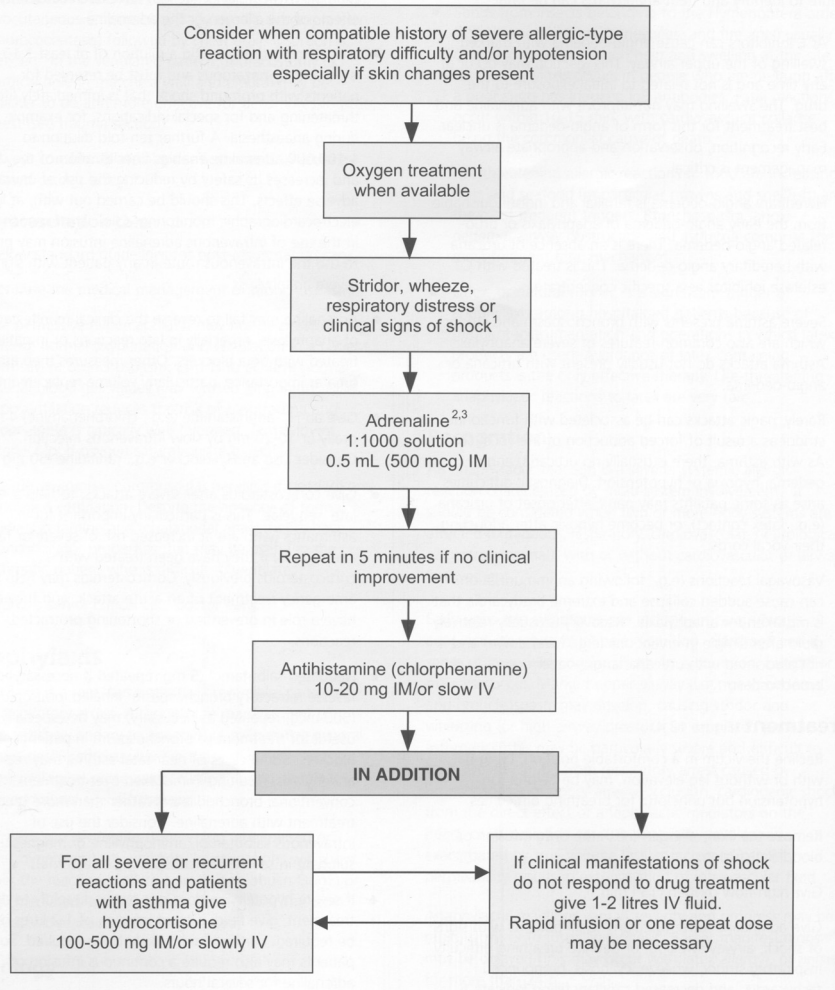 Consider when compatible history of severe allergic-type
reaction with respiratory difficulty and/or hypotension
especially if skin changes present
Oxygen treatment
when available
Stridor, wheeze,
respiratory distress or
clinical signs of shock1
Adrenaline2,3
1:1000 solution
0.5 mL (500 mcg) IM
Repeat in 5 minutes if no clinical
improvement
Antihistamine (chlorphenamine)
10-20 mg IM/or slow IV
IN ADDITION
For all severe or recurrent
reactions and patients
with asthma give
hydrocortisone
100-500 mg IM/or slowly IV
If clinical manifestations of shock
do not respond to drug treatment
give 1-2 litres IV fluid.
Rapid infusion or one repeat dose
may be necessary